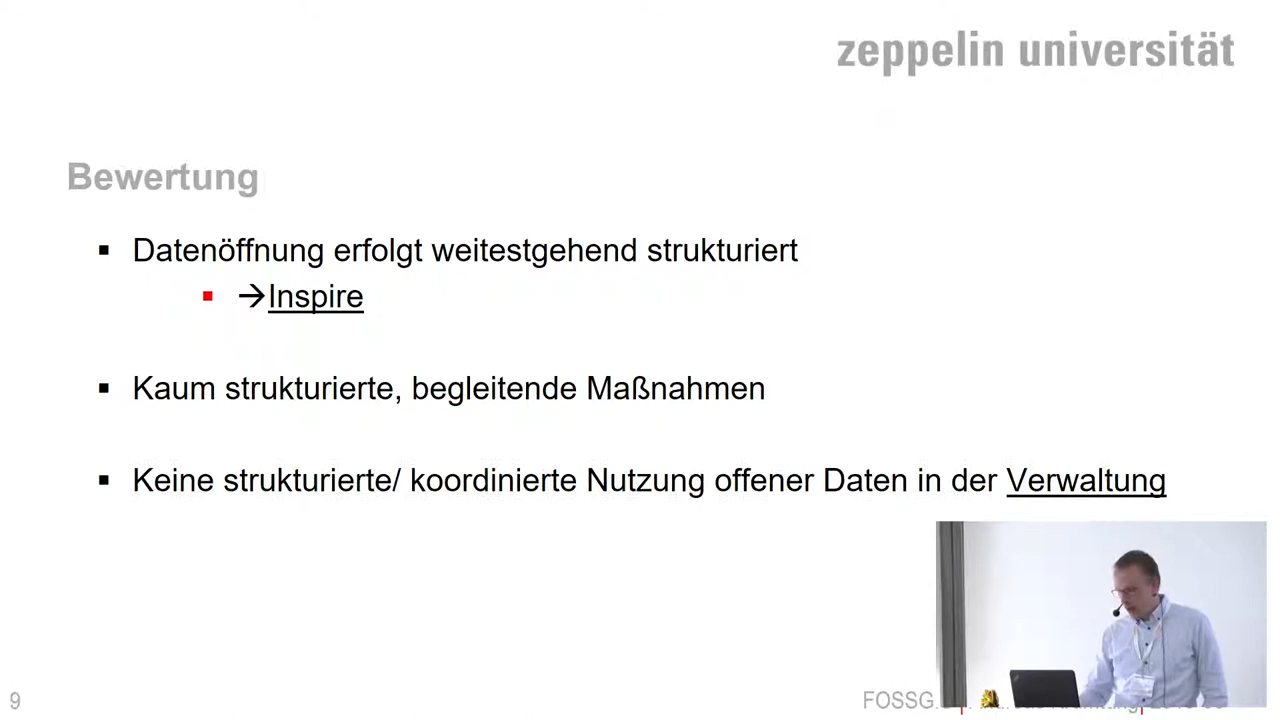 zeppelin universität
Bewertung
▪ Datenöffnung erfolgt weitestgehend strukturiert
▪ →Inspire
▪ Kaum strukturierte, begleitende Maßnahmen
▪ Keine strukturierte/ koordinierte Nutzung offener Daten in der Verwaltung
9